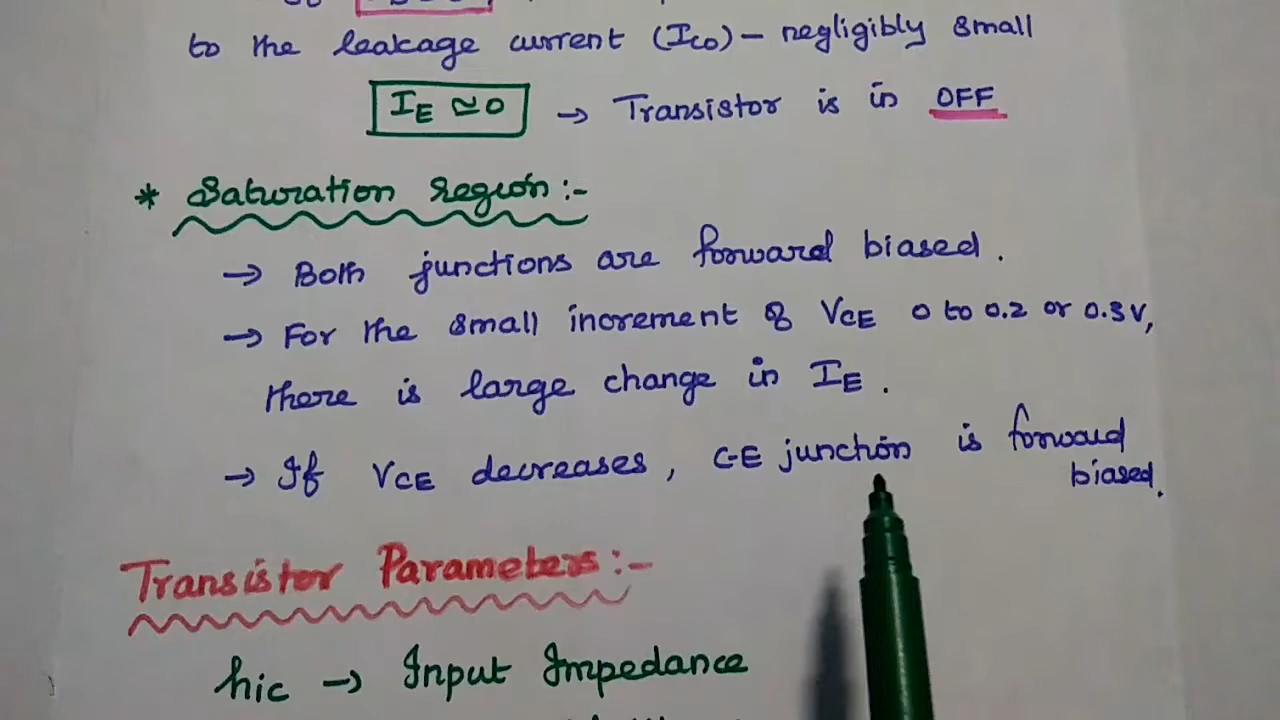 to the leakage current (ICO) – negligibly small
IE ≃ 0 → Transistor is in OFF
* Saturation region:-
→ Both junctions are forward biased.
→ For the small increment of VCE 0 to 0.2 or 0.3V,
there is large change in IE.
→ If VCE decreases, C-E junction is forward
biased.
Transistor Parameters:-
hic → Input Impedance